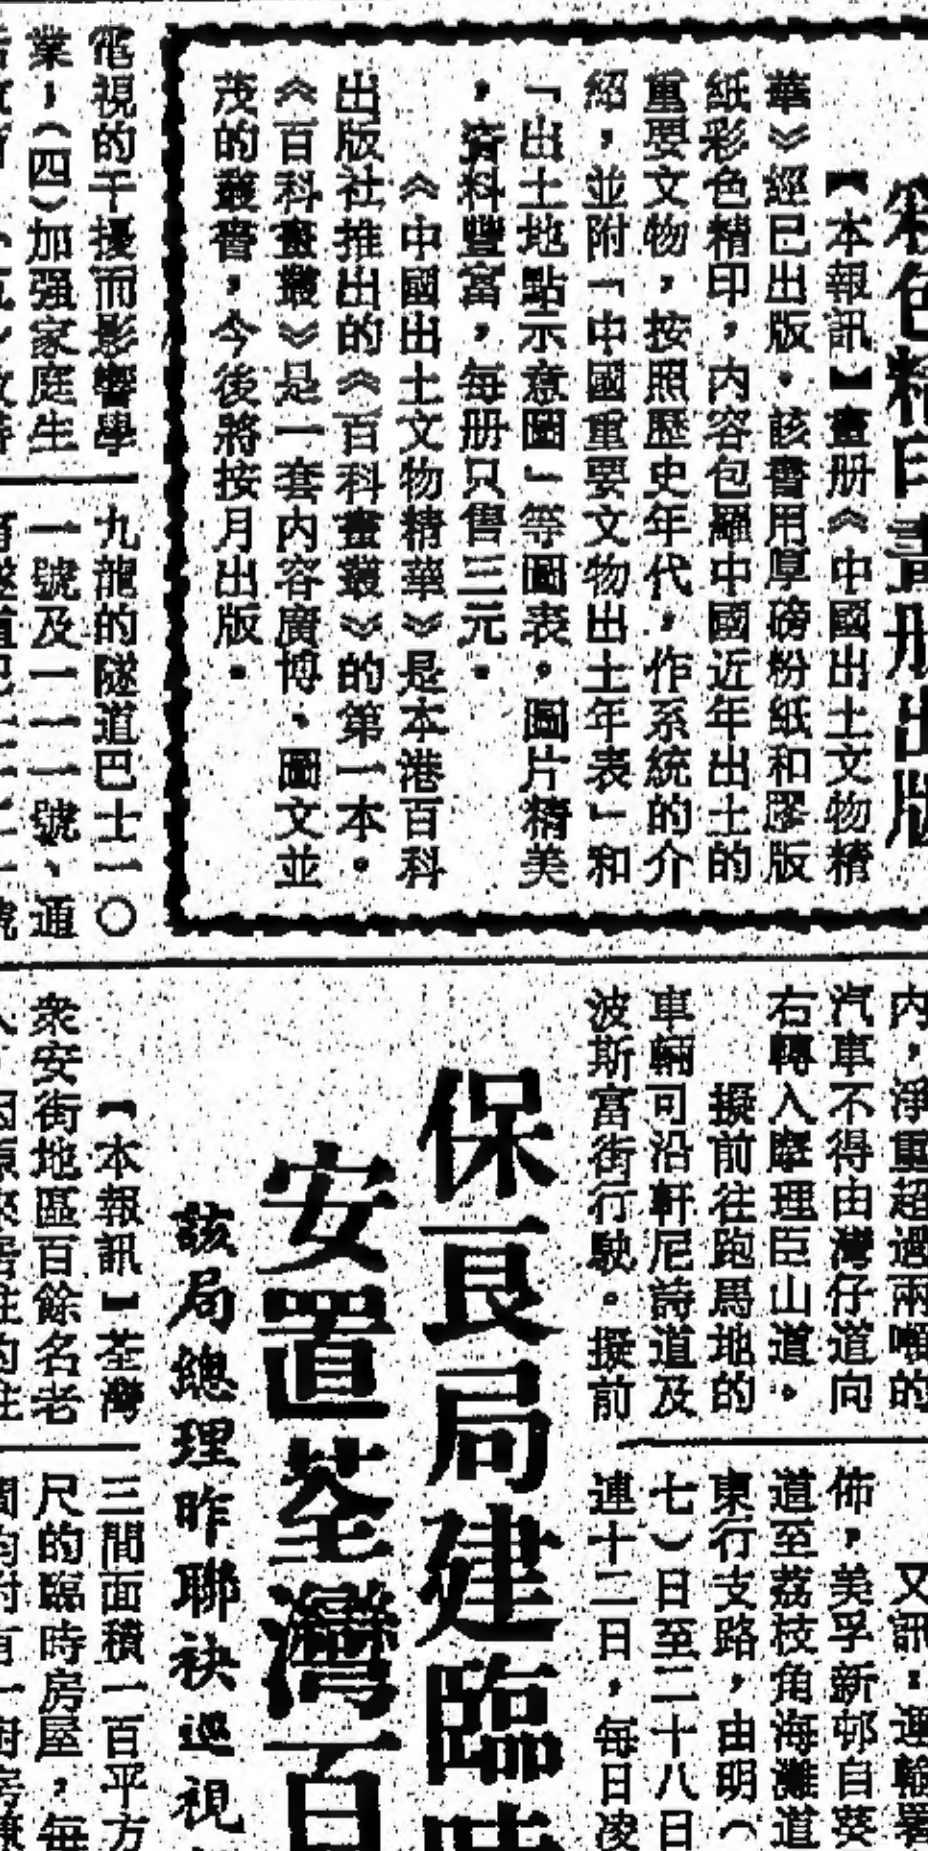 彩色精印畫册出版
【本報訊】畫册《中國出土文物精
華》經已出版。該書用厚磅粉紙和膠版
紙彩色精印，內容包羅中國近年出土的
重要文物，按照歷史年代，作系統的介
紹，並附「中國重要文物出土年表」和
「出土地點示意圖」等圖表。圖片精美
，資料豐富，每册只售三元。
《中國出土文物精華》是本港百科
出版社推出的《百科畫叢》的第一本。
《百科畫叢》是一套內容廣博、圖文並
茂的叢書，今後將按月出版。
電視的干擾而影響學
業，（四）加强家庭生
九龍的隧道巴士一〇
一號及一一一號、通
內，淨重超過兩噸的
汽車不得由灣仔道向
右轉入摩理臣山道。
擬前往跑馬地的
車輛可沿軒尼詩道及
波斯富街行駛。擬前
又訊：運輸署
佈，美孚新邨自葵
道至荔枝角海灘道
東行支路，由明（
七）日至二十八日
連十二日，每日凌
保良局建臨時
安置荃灣百
該局總理昨聯袂巡視
【本報訊】荃灣
衆安街地區百餘名老
三間面積一百平方
尺的臨時房屋，每